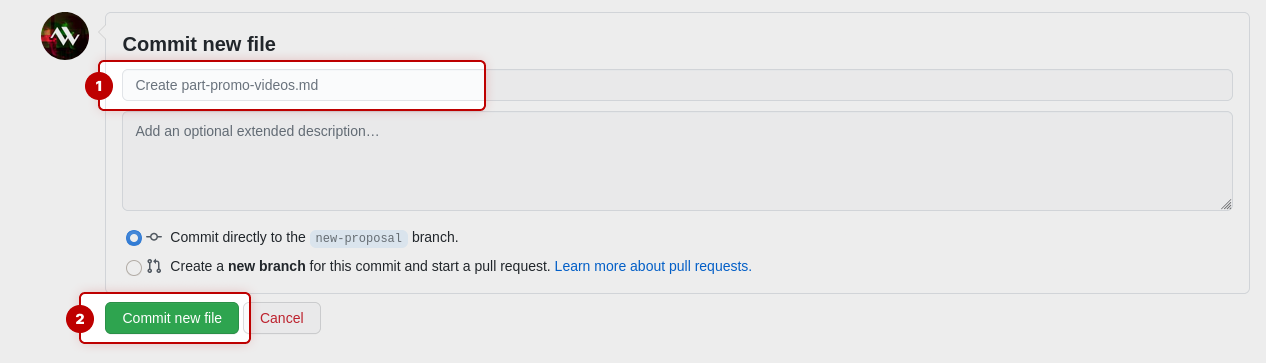 Commit new file
1
Create part-promo-videos.md
Add an optional extended description…
Commit directly to the new-proposal branch.
Create a new branch for this commit and start a pull request. Learn more about pull requests.
2
Commit new file
Cancel